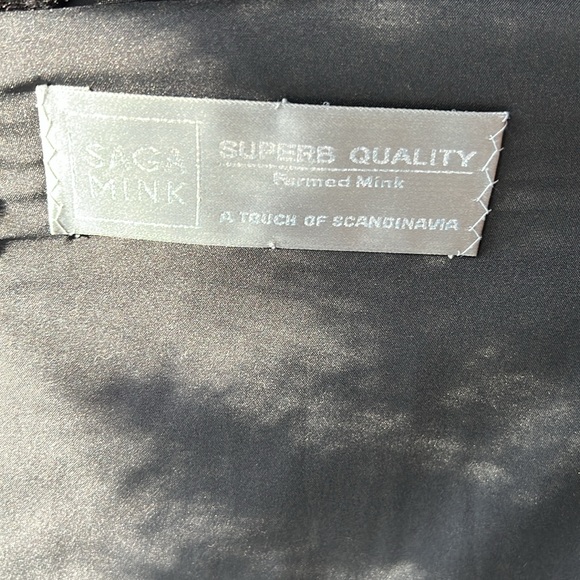 SAGA
MINK
SUPERB QUALITY
Farmed Mink
A TOUCH OF SCANDINAVIA